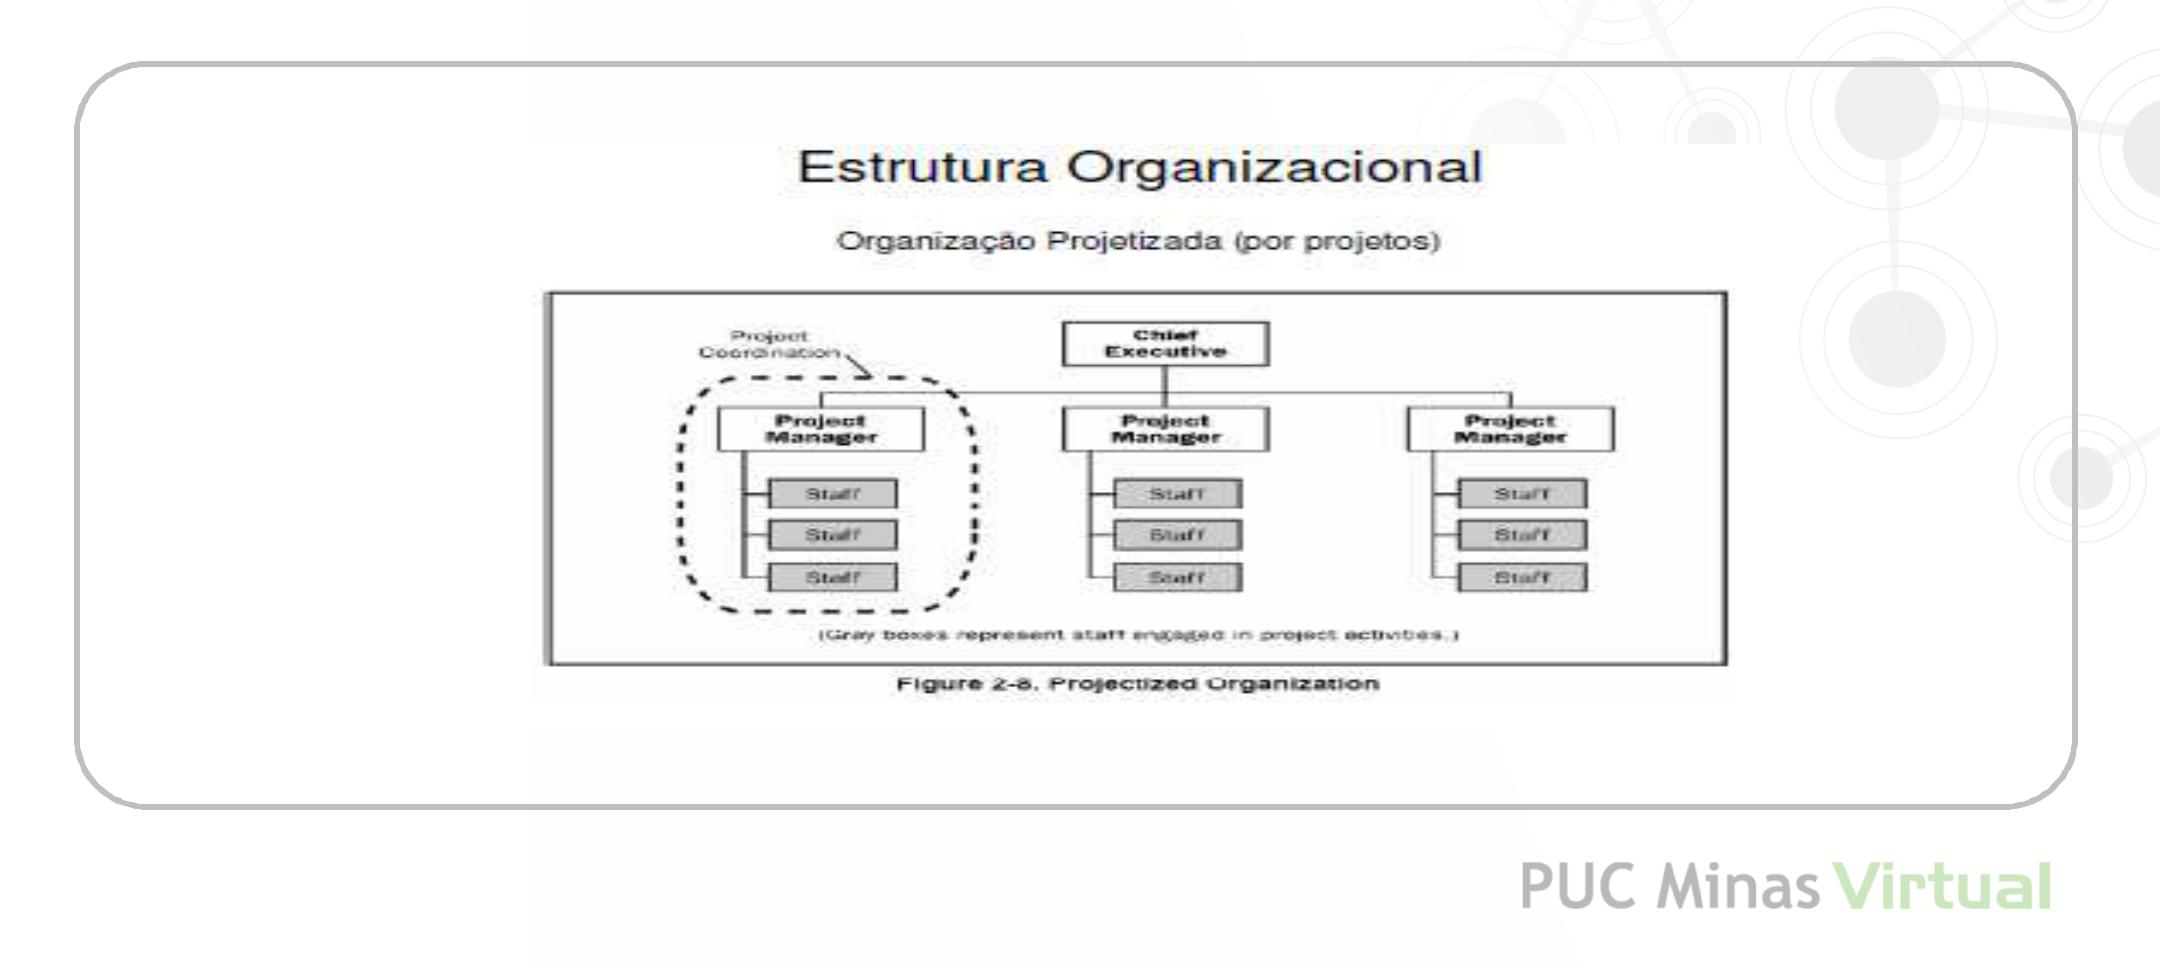 Estrutura Organizacional
Organização Projetizada (por projetos)
Project
Coordination
Chief
Executive
Project
Manager
Project
Manager
Project
Manager
Staff
Staff
Staff
Staff
Staff
Staff
Staff
Staff
Staff
(Gray boxes represent staff engaged in project activities.)
Figure 2-8. Projectized Organization
PUC Minas Virtual